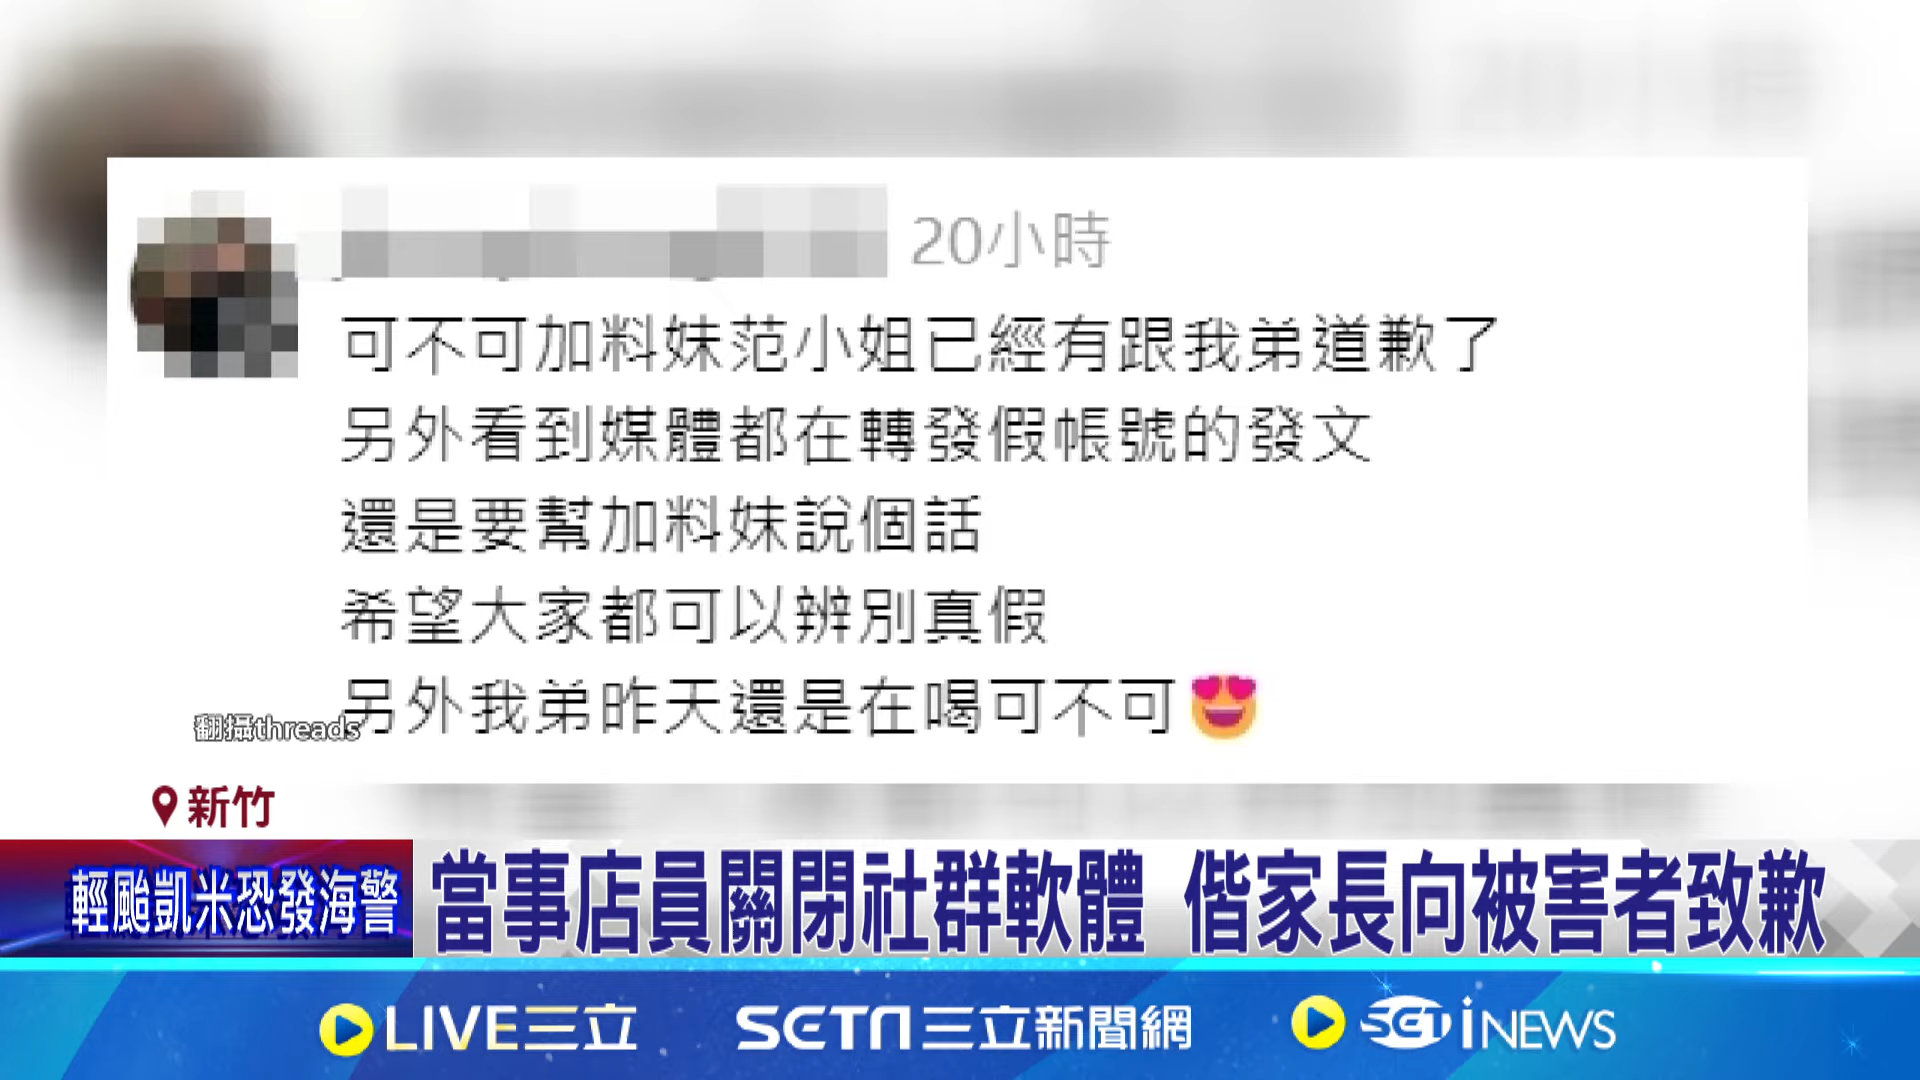 20小時
可不可加料妹范小姐已經有跟我弟道歉了
另外看到媒體都在轉發假帳號的發文
還是要幫加料妹說個話
希望大家都可以辨別真假
另外我弟昨天還是在喝可不可😍
翻攝threads
新竹
輕颱凱米恐發海警
當事店員關閉社群軟體 偕家長向被害者致歉
LIVE三立
SETN三立新聞網
SETiNEWS